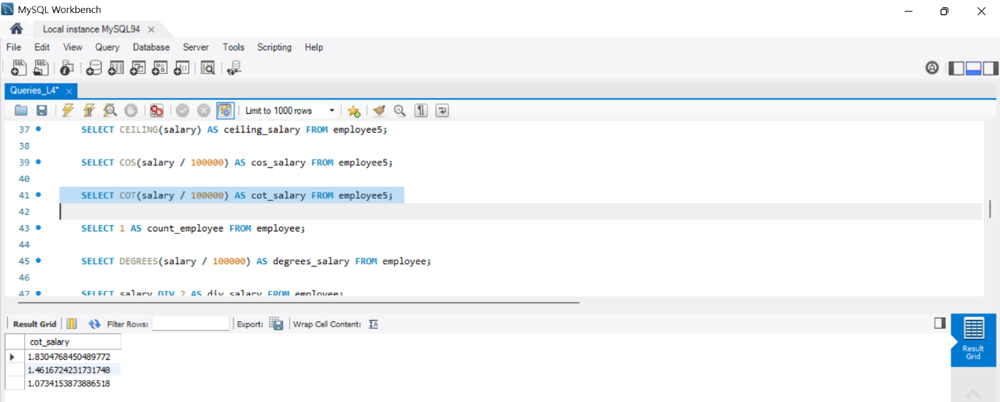 MySQL Workbench
Local instance MySQL94
File Edit View Query Database Server Tools Scripting Help
Queries_L4*
Limit to 1000 rows
37 SELECT CEILING(salary) AS ceiling_salary FROM employee5;
38
39 SELECT COS(salary / 100000) AS cos_salary FROM employee5;
40
41 SELECT COT(salary / 100000) AS cot_salary FROM employee5;
42
43 SELECT 1 AS count_employee FROM employee;
44
45 SELECT DEGREES(salary / 100000) AS degrees_salary FROM employee;
46
47 SELECT salary DIV 2 AS div_salary FROM employee;
Result Grid Filter Rows: Export: Wrap Cell Content:
cot_salary
1.8304768450489772
1.4616724231731748
1.0734153873886518
Result
Grid